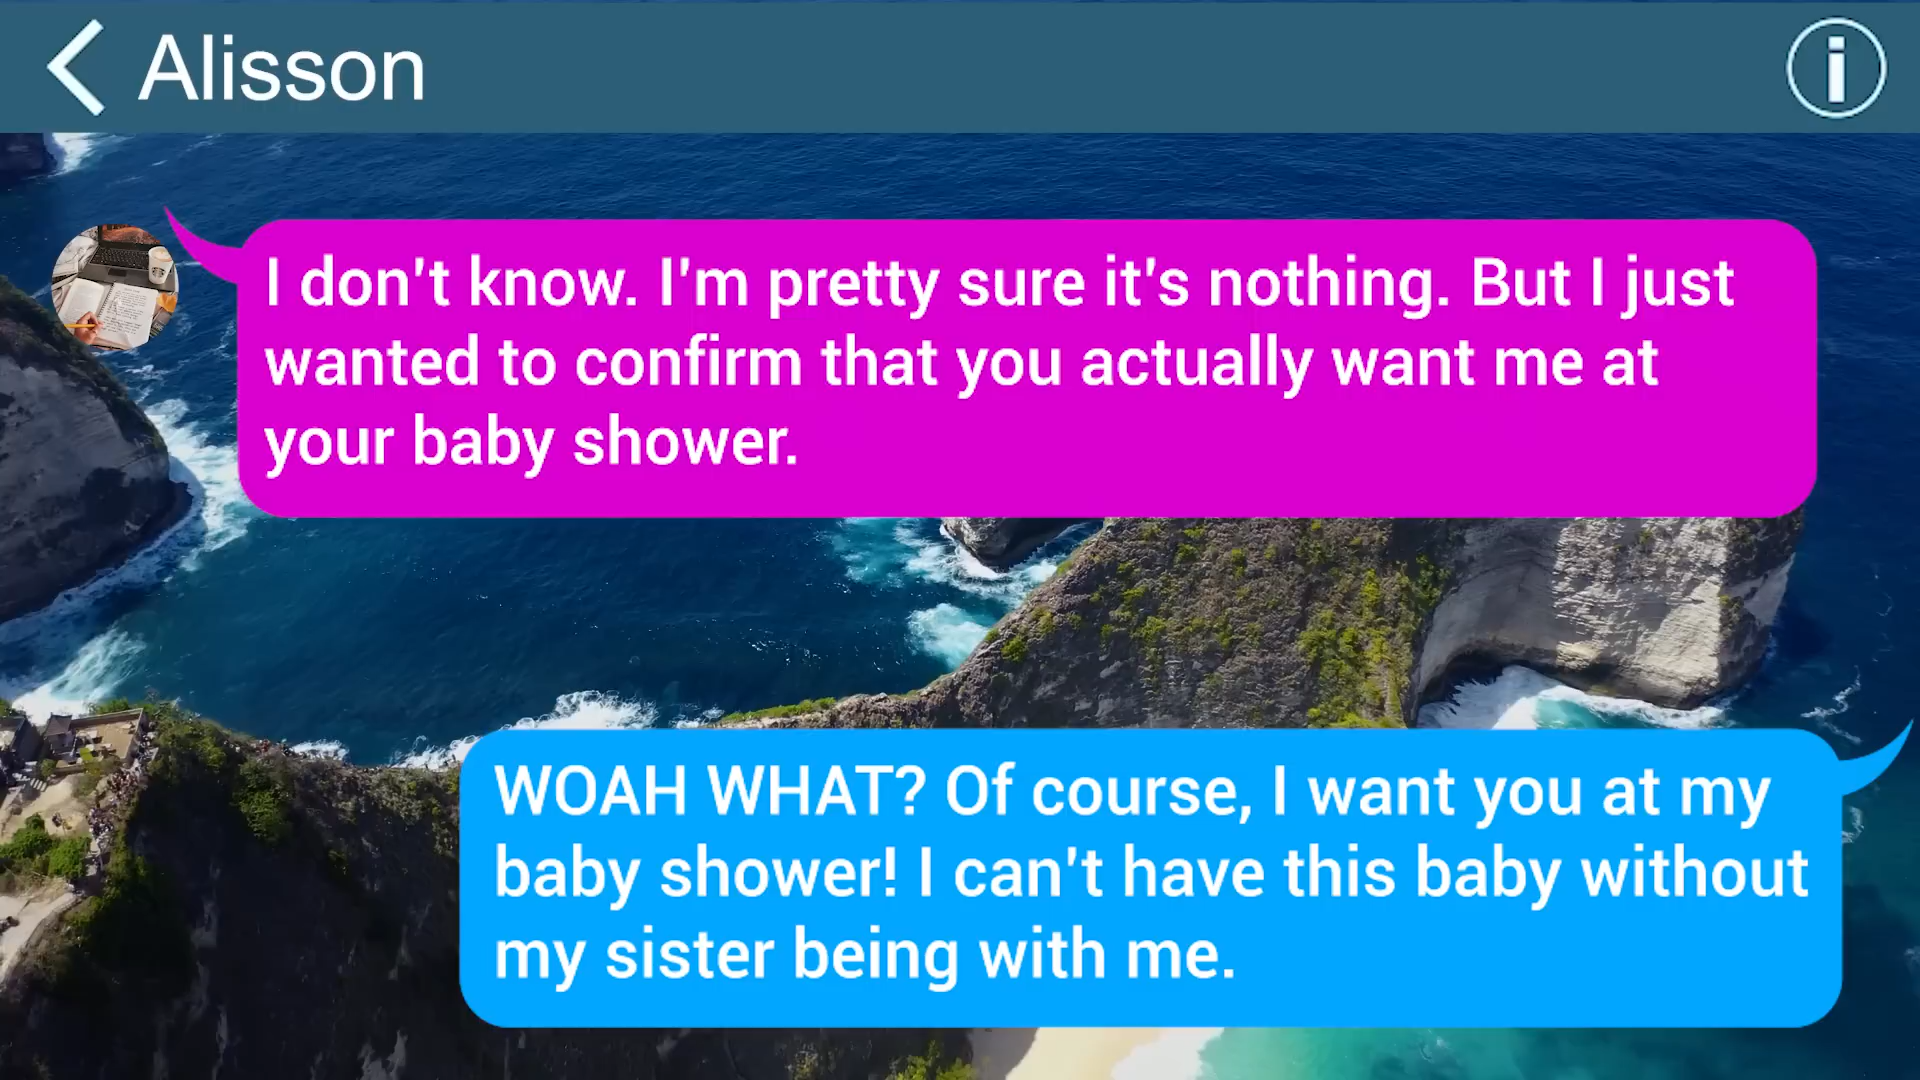 Alisson
I don't know. I'm pretty sure it's nothing. But I just
wanted to confirm that you actually want me at
your baby shower.
WOAH WHAT? Of course, I want you at my
baby shower! I can't have this baby without
my sister being with me.